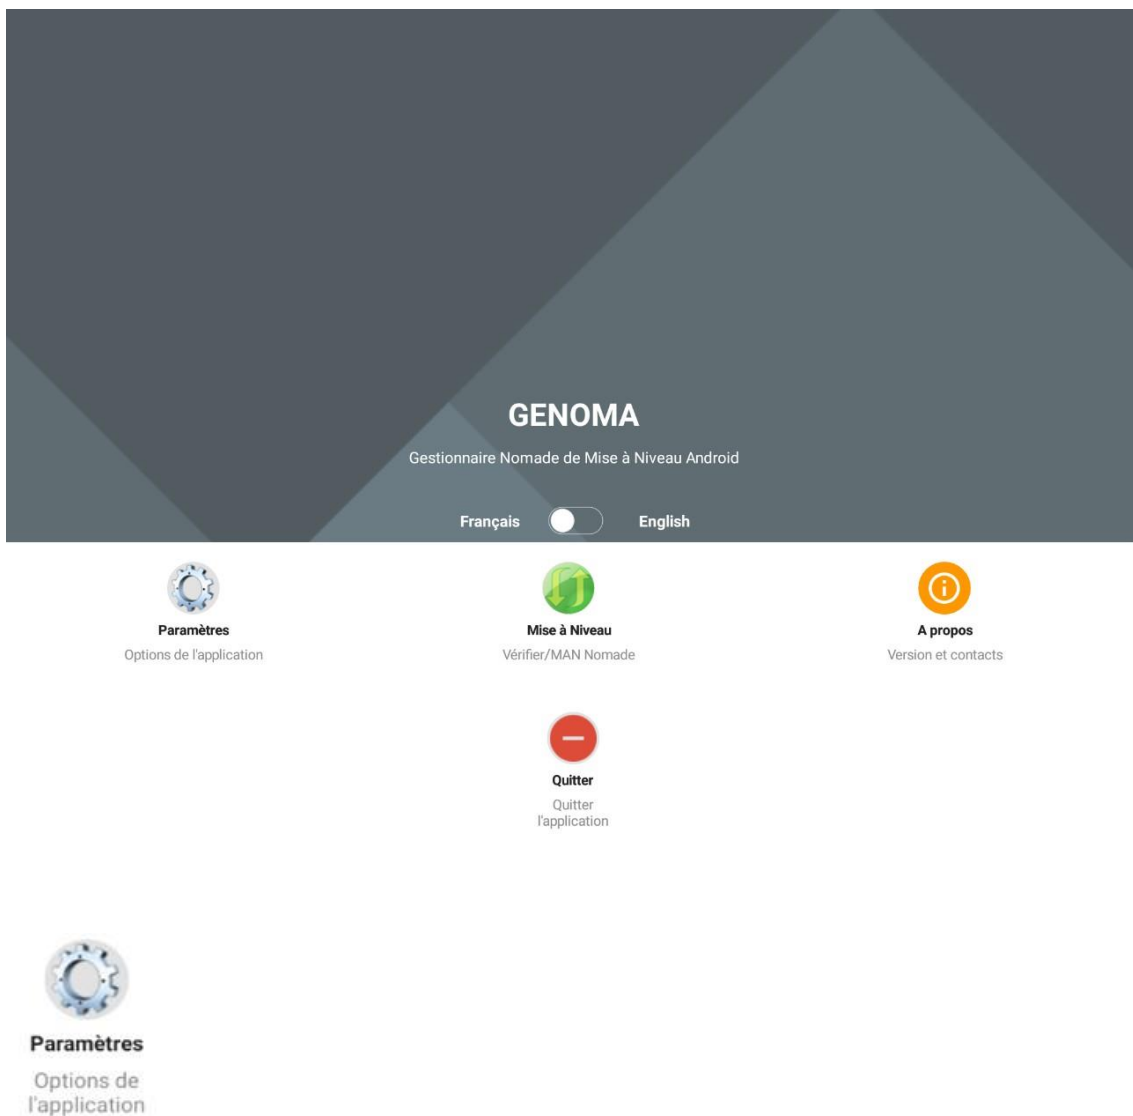 GENOMA
Gestionnaire Nomade de Mise à Niveau Android
Français English
Paramètres
Options de l'application
Mise à Niveau
Vérifier/MAN Nomade
A propos
Version et contacts
Quitter
Quitter
l'application
Paramètres
Options de
l'application